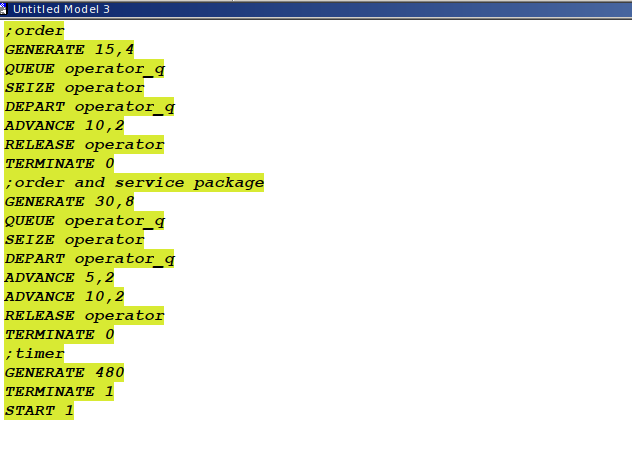 Untitled Model 3
;order
GENERATE 15,4
QUEUE operator_q
SEIZE operator
DEPART operator_q
ADVANCE 10,2
RELEASE operator
TERMINATE 0
;order and service package
GENERATE 30,8
QUEUE operator_q
SEIZE operator
DEPART operator_q
ADVANCE 5,2
ADVANCE 10,2
RELEASE operator
TERMINATE 0
;timer
GENERATE 480
TERMINATE 1
START 1